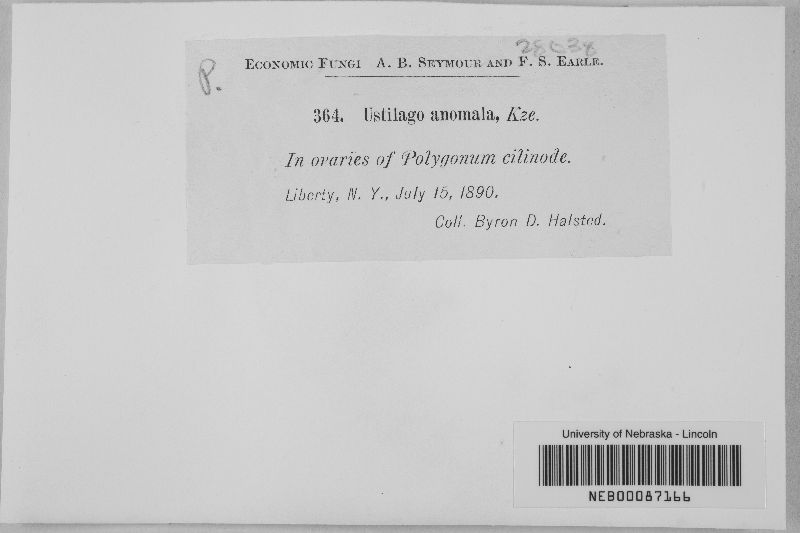 28638
P.
Economic Fungi A. B. Seymour and F. S. Earle.
364. Ustilago anomala, Kze.
In ovaries of Polygonum cilinode.
Liberty, N. Y., July 15, 1890.
Coll. Byron D. Halsted.
University of Nebraska - Lincoln
NEB00087166